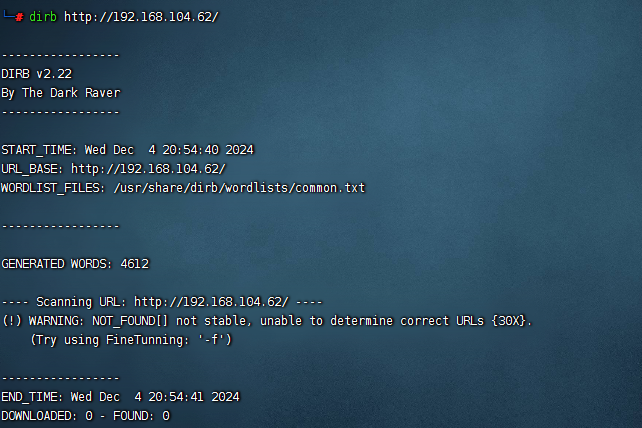 └─# dirb http://192.168.104.62/
-----------------
DIRB v2.22
By The Dark Raver
-----------------
START_TIME: Wed Dec  4 20:54:40 2024
URL_BASE: http://192.168.104.62/
WORDLIST_FILES: /usr/share/dirb/wordlists/common.txt
-----------------
GENERATED WORDS: 4612
---- Scanning URL: http://192.168.104.62/ ----
(!) WARNING: NOT_FOUND[] not stable, unable to determine correct URLs {30X}.
    (Try using FineTunning: '-f')
-----------------
END_TIME: Wed Dec  4 20:54:41 2024
DOWNLOADED: 0 - FOUND: 0